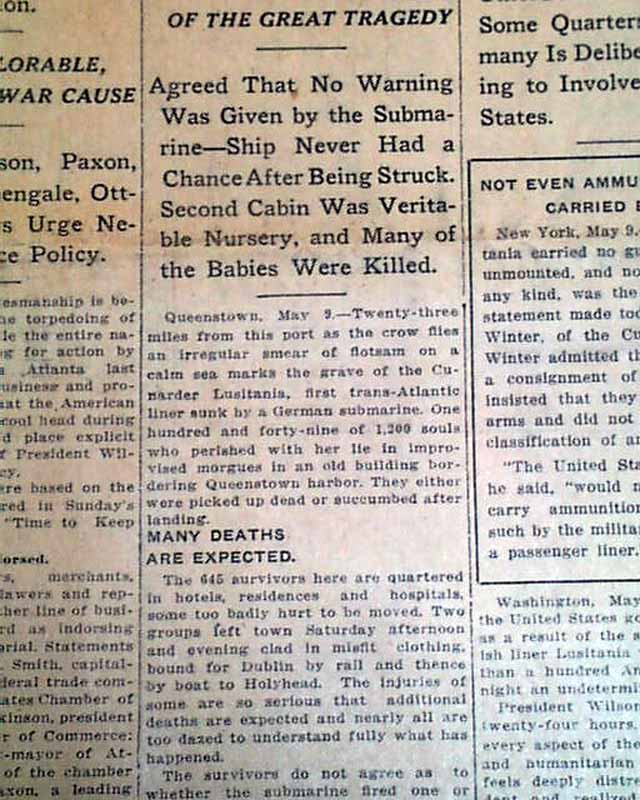 on.
LORABLE,
WAR CAUSE
son, Paxon,
engale, Ott-
s Urge Ne-
ce Policy.
esmanship is be-
he torpedoing of
le the entire na-
g for action by
s Atlanta last
usiness and pro-
at the American
cool head during
d place explicit
f President Wil-
cy.
ere based on the
red in Sunday's
"Time to Keep
orsed.
s, merchants,
lawers and rep-
her line of busi-
rd as indorsing
orial. Statements
. Smith, capital-
deral trade com-
ates Chamber of
kinson, president
r of Commerce:
-mayor of At-
of the chamber
axon, a leading
OF THE GREAT TRAGEDY
Agreed That No Warning
Was Given by the Subma-
rine—Ship Never Had a
Chance After Being Struck.
Second Cabin Was Verita-
ble Nursery, and Many of
the Babies Were Killed.
Queenstown, May 9.—Twenty-three
miles from this port as the crow flies
an irregular smear of flotsam on a
calm sea marks the grave of the Cu-
narder Lusitania, first trans-Atlantic
liner sunk by a German submarine. One
hundred and forty-nine of 1,200 souls
who perished with her lie in impro-
vised morgues in an old building bor-
dering Queenstown harbor. They either
were picked up dead or succumbed after
landing.
MANY DEATHS
ARE EXPECTED.
The 645 survivors here are quartered
in hotels, residences and hospitals,
some too badly hurt to be moved. Two
groups left town Saturday afternoon
and evening clad in misfit clothing,
bound for Dublin by rail and thence
by boat to Holyhead. The injuries of
some are so serious that additional
deaths are expected and nearly all are
too dazed to understand fully what has
happened.
The survivors do not agree as to
whether the submarine fired one or
Some Quarters
many Is Delibe
ing to Involve
States.
NOT EVEN AMMU
CARRIED
New York, May 9.
tania carried no gu
unmounted, and no
any kind, was the
statement made tod
Winter, of the Cu
Winter admitted th
a consignment of
insisted that they
arms and did not
classification of a
"The United Sta
he said, "would n
carry ammunition
such by the milita
a passenger liner.
Washington, May
the United States go
as a result of the s
ish liner Lusitania
than a hundred Am
night an undetermi
President Wilson
twenty-four hours,
every aspect of the
and humanitarian
feels deeply distre